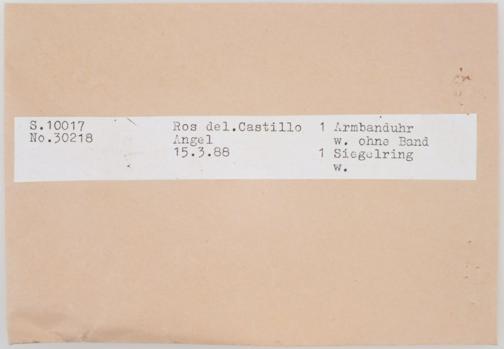 S.10017 Ros del.Castillo 1 Armbanduhr
No.30218 Angel w. ohne Band
15.3.88 1 Siegelring
w.